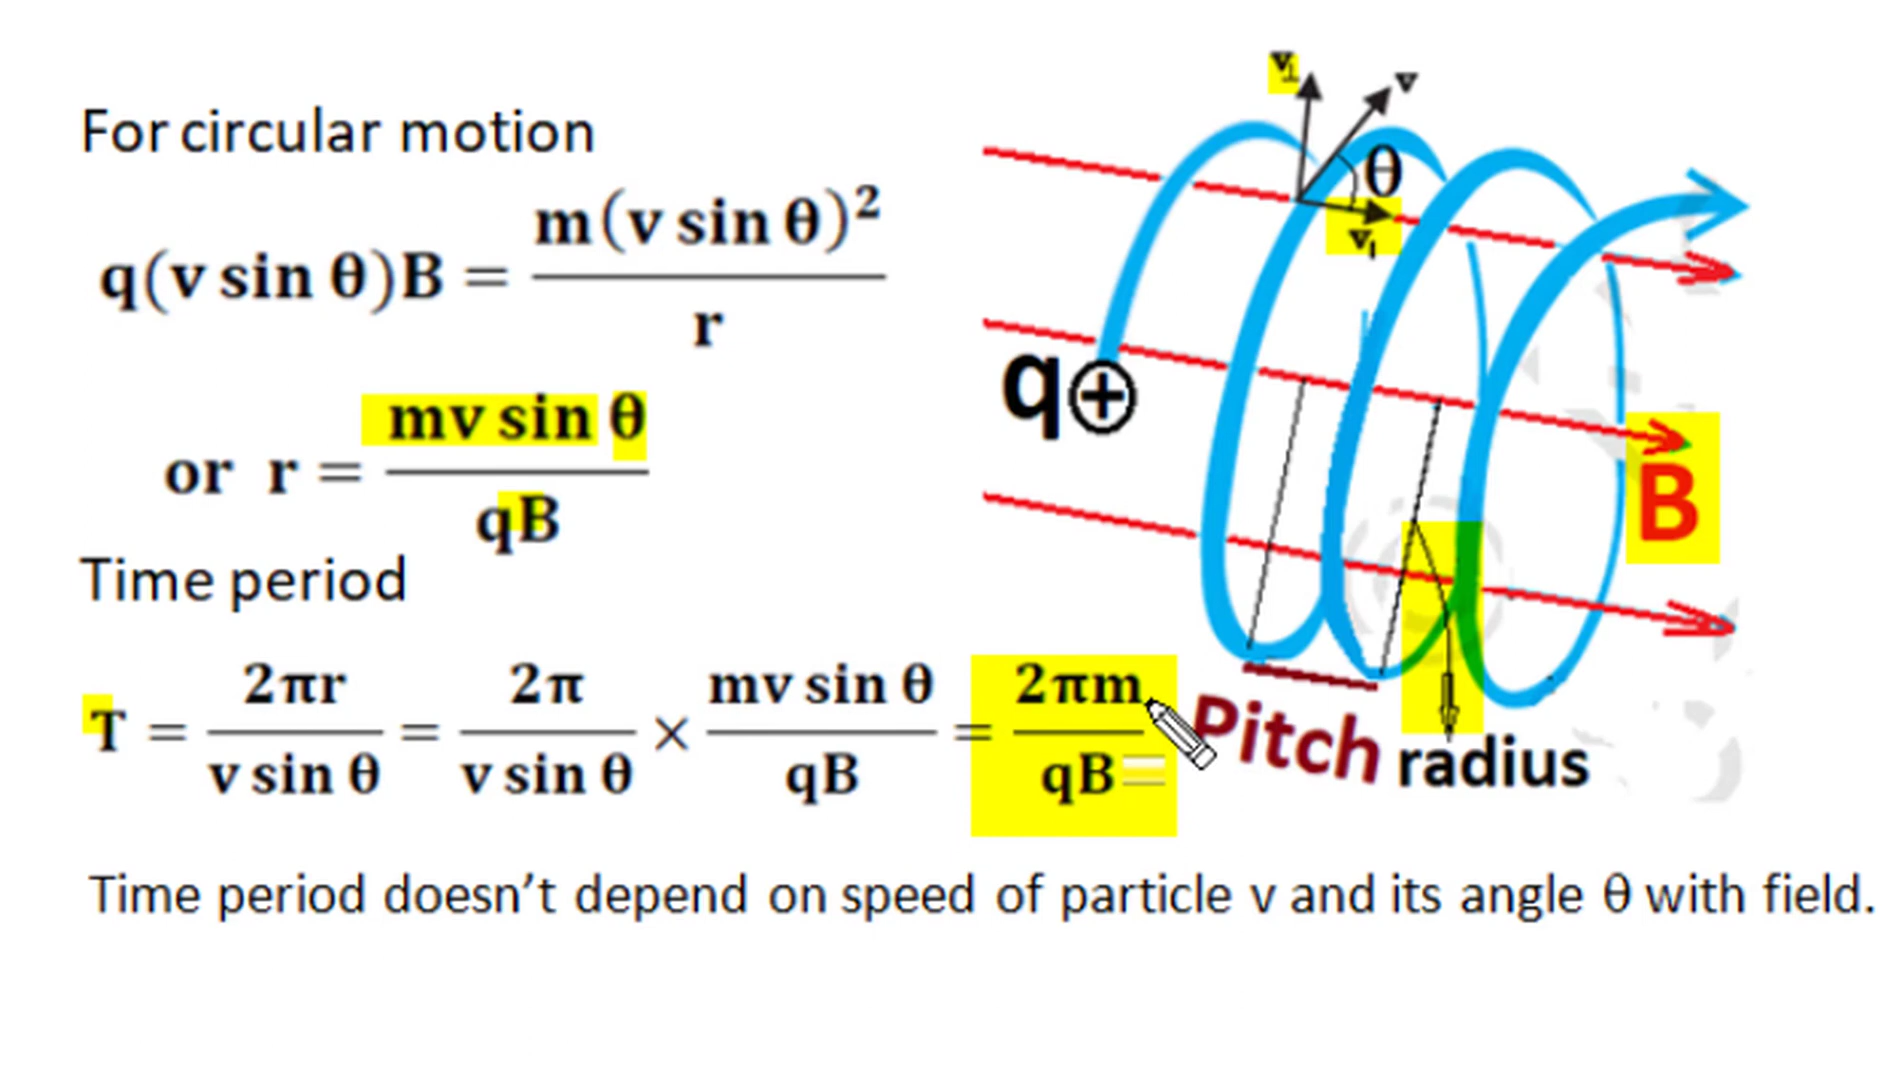 For circular motion
q(v sin θ)B = m(v sin θ)² / r
or r = mv sin θ / qB
Time period
T = 2πr / v sin θ = 2π / v sin θ × mv sin θ / qB = 2πm / qB
Time period doesn't depend on speed of particle v and its angle θ with field.
v⊥
v
θ
v∥
q
B
Pitch
radius